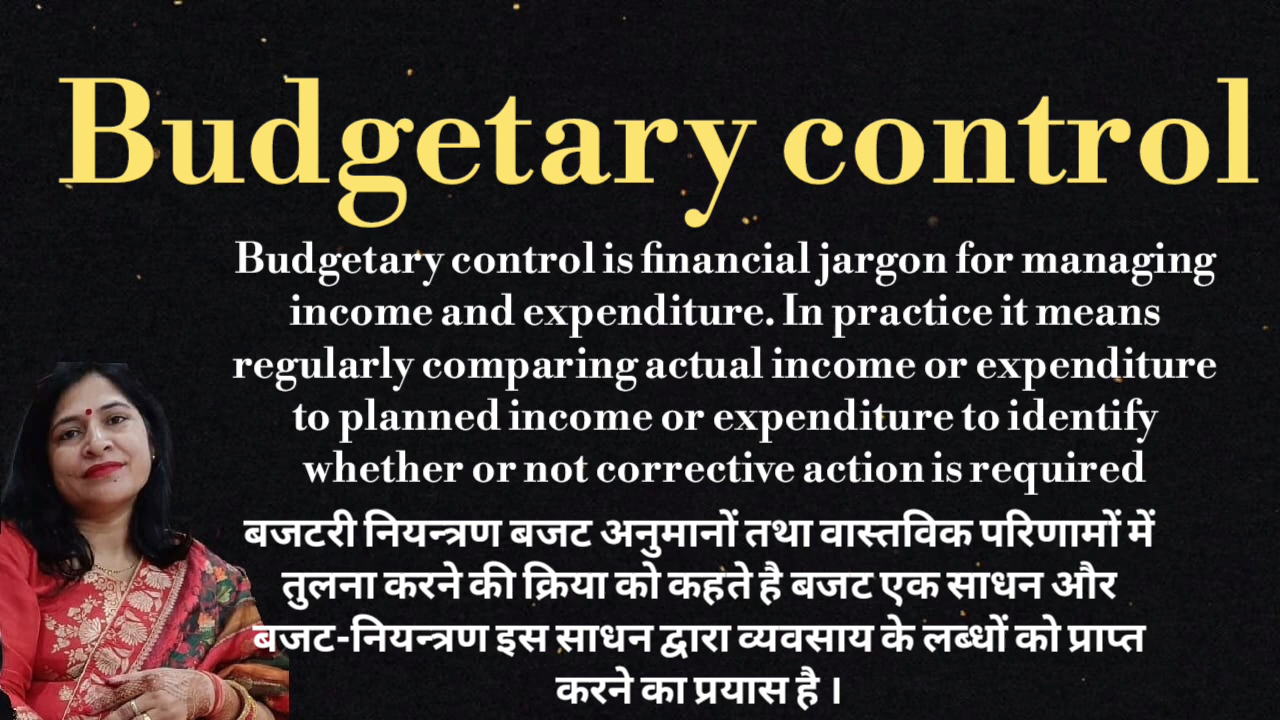 Budgetary control
Budgetary control is financial jargon for managing
income and expenditure. In practice it means
regularly comparing actual income or expenditure
to planned income or expenditure to identify
whether or not corrective action is required
बजटरी नियन्त्रण बजट अनुमानों तथा वास्तविक परिणामों में
तुलना करने की क्रिया को कहते है बजट एक साधन और
बजट-नियन्त्रण इस साधन द्वारा व्यवसाय के लब्धों को प्राप्त
करने का प्रयास है ।